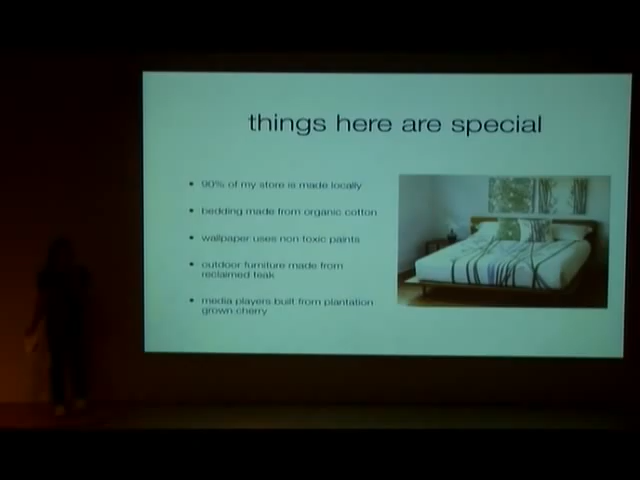 things here are special
• 90% of my store is made locally
• bedding made from organic cotton
• wallpaper uses non toxic paints
• outdoor furniture made from
reclaimed teak
• media players built from plantation
grown cherry